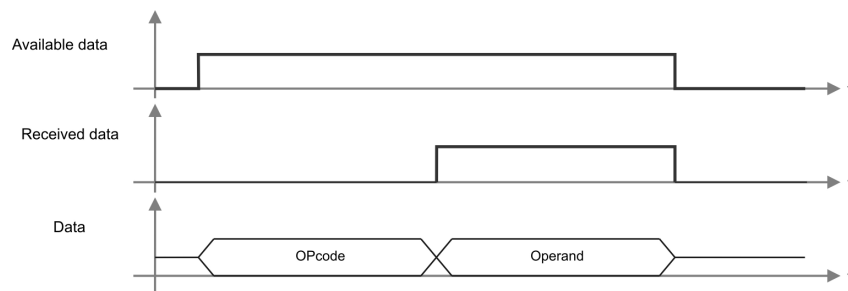 Available data
Received data
Data
OPcode
Operand